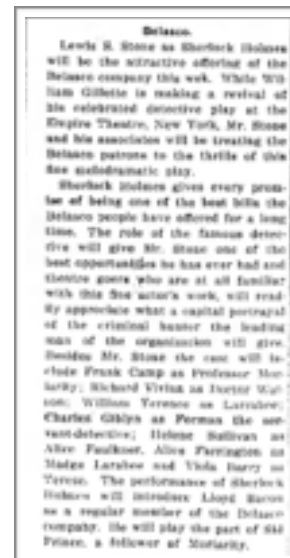 Belasco.
Lewis S. Stone as Sherlock Holmes
will be the attractive offering of the
Belasco company this week. While Wil-
liam Gillette is making a revival of
his celebrated detective play at the
Empire Theatre, New York, Mr. Stone
and his associates will be treating the
Belasco patrons to the thrills of this
fine melodramatic play.
Sherlock Holmes gives every prom-
ise of being one of the best bills the
Belasco people have offered for a long
time. The role of the famous detec-
tive will give Mr. Stone one of the
best opportunities he has ever had and
theatre goers who are at all familiar
with this fine actor's work, will read-
ily appreciate what a capital portrayal
of the criminal hunter the leading
man of the organization will give.
Besides Mr. Stone the cast will in-
clude Frank Camp as Professor Mor-
iarity; Richard Vivian as Doctor Wat-
son; William Yerance as Larrabee;
Charles Giblyn as Forman the ser-
vant-detective; Helene Sullivan as
Alice Faulkner, Alice Farrington as
Madge Larabee and Viola Barry as
Terese. The performance of Sherlock
Holmes will introduce Lloyd Bacon
as a regular member of the Belasco
company. He will play the part of Sid
Prince, a follower of Moriarity.